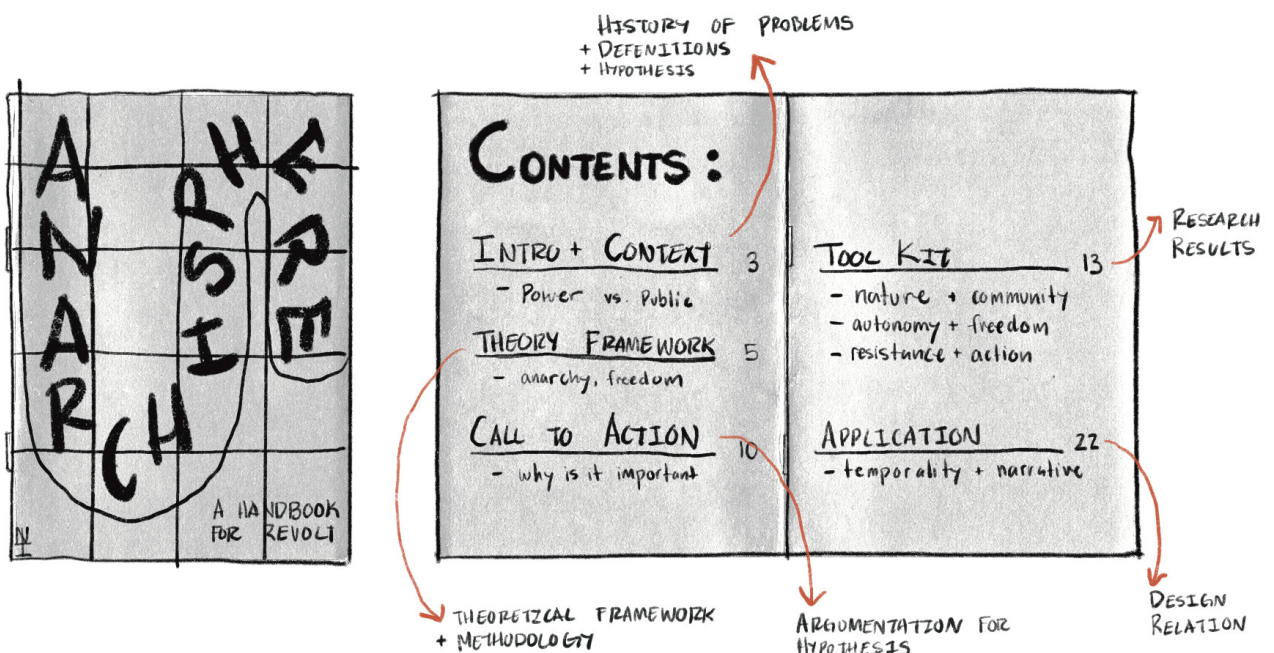 ANARCHISPHERE
A HANDBOOK
FOR REVOLT
HISTORY OF PROBLEMS
+ DEFENITIONS
+ HYPOTHESIS
CONTENTS:
INTRO + CONTEXT 3
- Power vs. Public
THEORY FRAMEWORK 5
- anarchy, freedom
CALL TO ACTION 10
- why is it important
TOOL KIT 13
- nature + community
- autonomy + freedom
- resistance + action
APPLICATION 22
- temporality + narrative
RESEARCH
RESULTS
THEORETICAL FRAMEWORK
+ METHODOLOGY
ARGUMENTATION FOR
HYPOTHESIS
DESIGN
RELATION